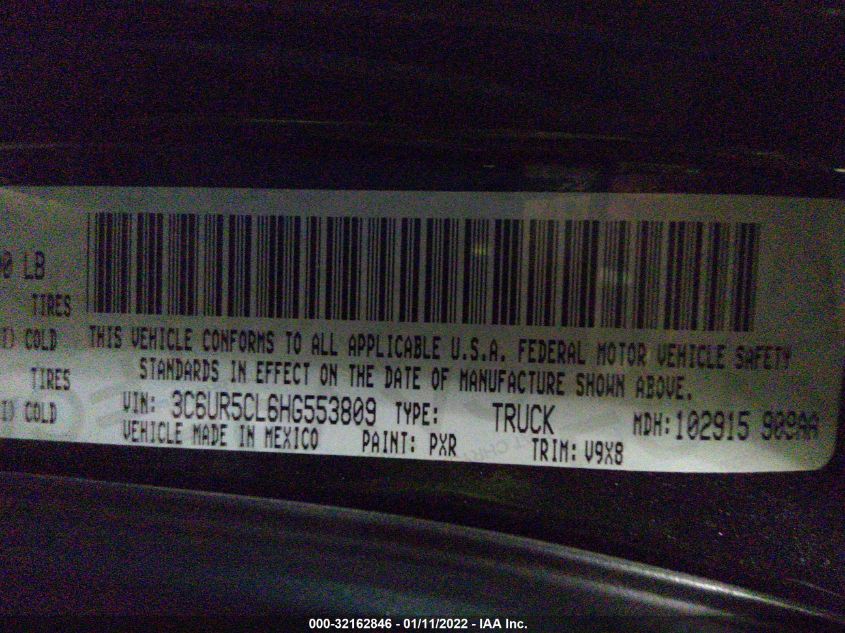 0 LB
TIRES
COLD
THIS VEHICLE CONFORMS TO ALL APPLICABLE U.S.A. FEDERAL MOTOR VEHICLE SAFETY
STANDARDS IN EFFECT ON THE DATE OF MANUFACTURE SHOWN ABOVE.
TIRES
COLD
VIN: 3C6UR5CL6HG553809 TYPE: TRUCK MDH: 102915 909AA
VEHICLE MADE IN MEXICO PAINT: PXR TRIM: V9X8
000-32162846 - 01/11/2022 - IAA Inc.